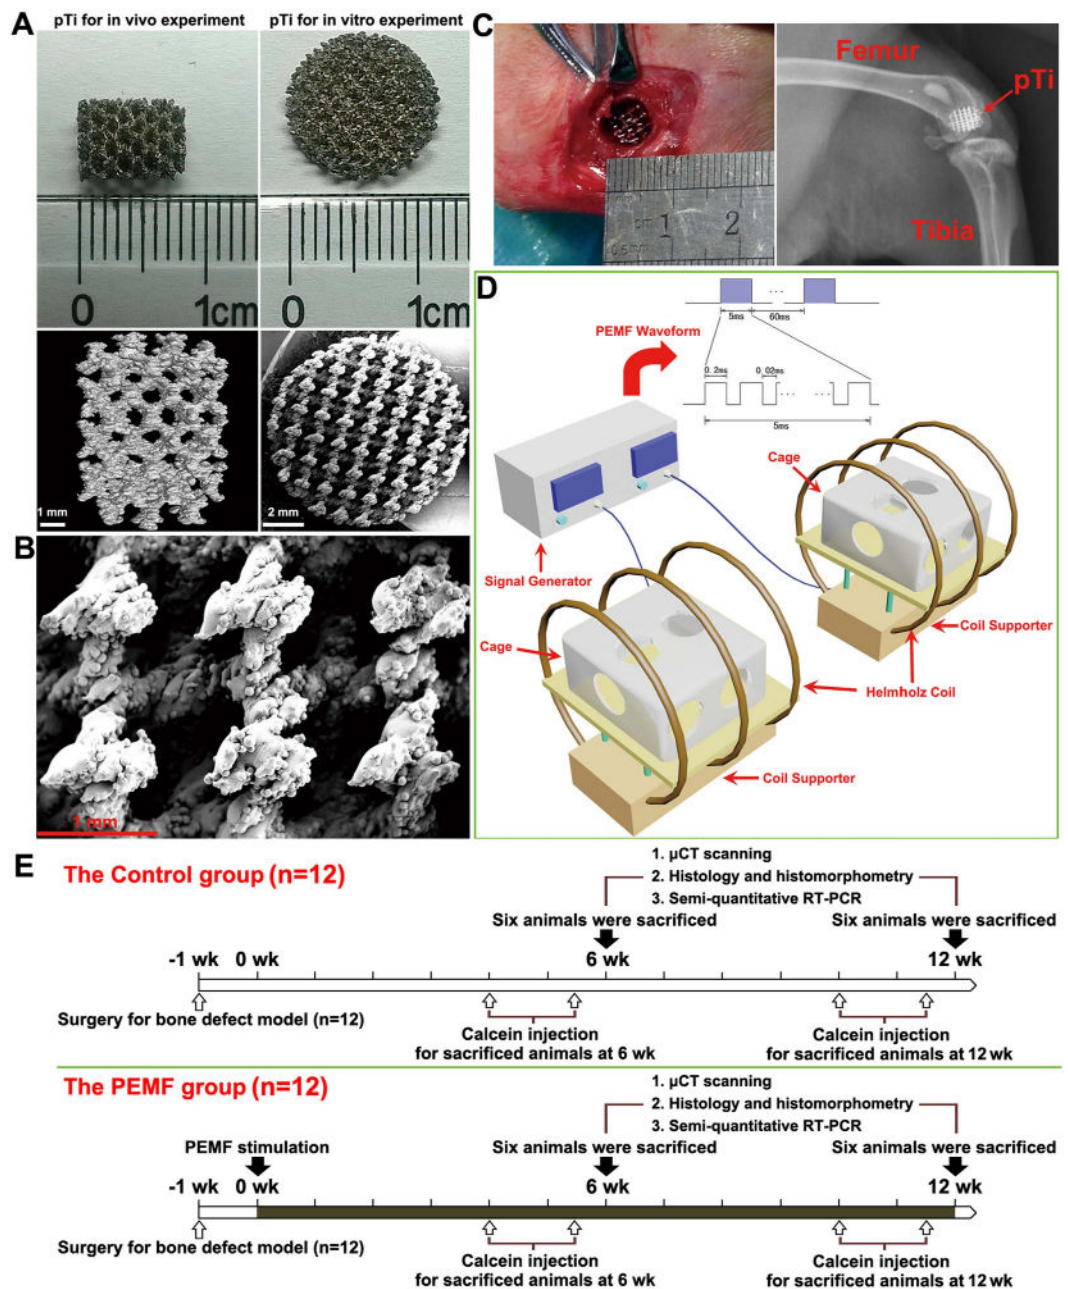 A
pTi for in vivo experiment
pTi for in vitro experiment
0
1cm
0
1cm
1 mm
2 mm
B
1 mm
C
cm
1
2
0.5mm
Femur
pTi
Tibia
D
5ms
60ms
PEMF Waveform
0.2ms
0.02ms
5ms
Signal Generator
Cage
Coil Supporter
Cage
Helmholz Coil
Coil Supporter
E
The Control group (n=12)
1. μCT scanning
2. Histology and histomorphometry
3. Semi-quantitative RT-PCR
Six animals were sacrificed
Six animals were sacrificed
-1 wk
0 wk
6 wk
12 wk
Surgery for bone defect model (n=12)
Calcein injection
for sacrificed animals at 6 wk
Calcein injection
for sacrificed animals at 12 wk
The PEMF group (n=12)
1. μCT scanning
2. Histology and histomorphometry
3. Semi-quantitative RT-PCR
PEMF stimulation
Six animals were sacrificed
Six animals were sacrificed
-1 wk
0 wk
6 wk
12 wk
Surgery for bone defect model (n=12)
Calcein injection
for sacrificed animals at 6 wk
Calcein injection
for sacrificed animals at 12 wk